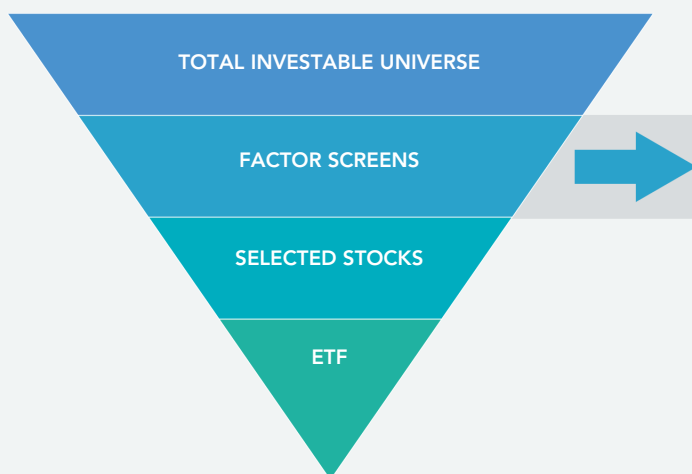 TOTAL INVESTABLE UNIVERSE
FACTOR SCREENS
SELECTED STOCKS
ETF